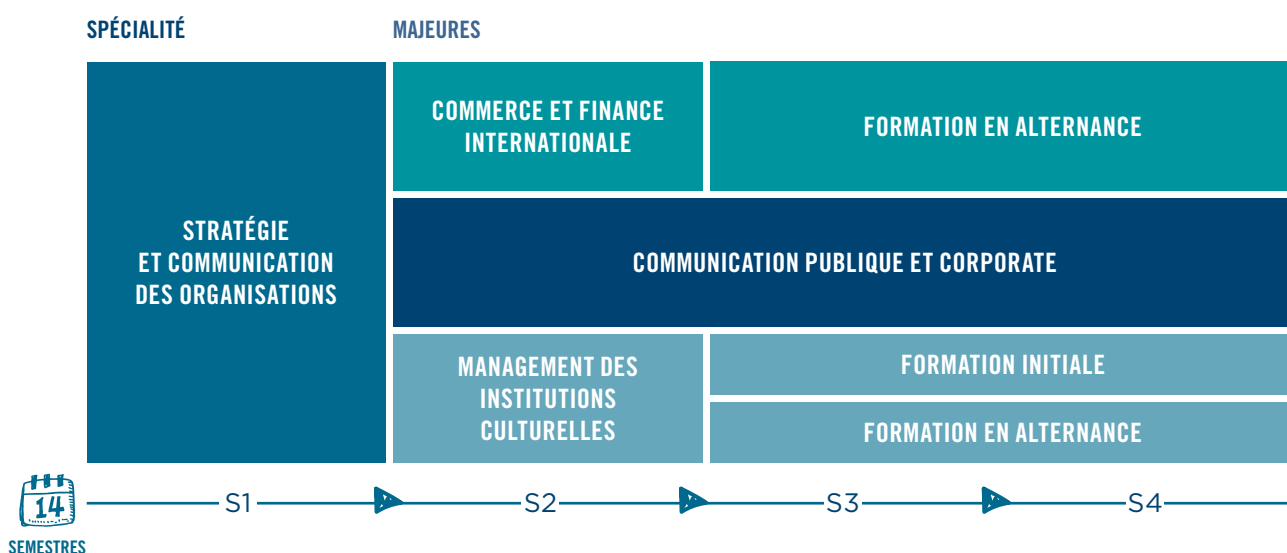 SPÉCIALITÉ
MAJEURES
STRATÉGIE
ET COMMUNICATION
DES ORGANISATIONS
COMMERCE ET FINANCE
INTERNATIONALE
FORMATION EN ALTERNANCE
COMMUNICATION PUBLIQUE ET CORPORATE
MANAGEMENT DES
INSTITUTIONS
CULTURELLES
FORMATION INITIALE
FORMATION EN ALTERNANCE
14
SEMESTRES
S1
S2
S3
S4